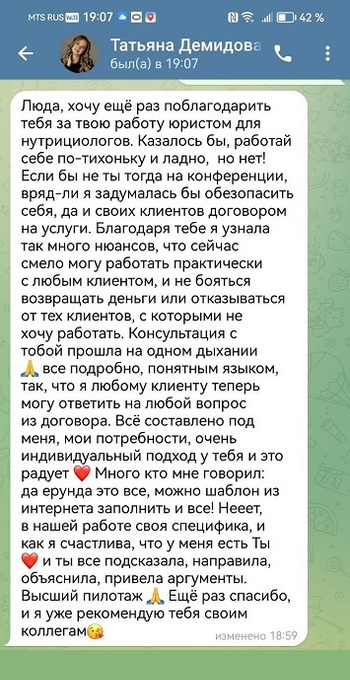 MTS RUS VoLTE 19:07 42 %
Татьяна Демидова
был(а) в 19:07
Люда, хочу ещё раз поблагодарить
тебя за твою работу юристом для
нутрициологов. Казалось бы, работай
себе по-тихоньку и ладно, но нет!
Если бы не ты тогда на конференции,
вряд-ли я задумалась бы обезопасить
себя, да и своих клиентов договором
на услуги. Благодаря тебе я узнала
так много нюансов, что сейчас
смело могу работать практически
с любым клиентом, и не бояться
возвращать деньги или отказываться
от тех клиентов, с которыми не
хочу работать. Консультация с
тобой прошла на одном дыхании
🙏 все подробно, понятным языком,
так, что я любому клиенту теперь
могу ответить на любой вопрос
из договора. Всё составлено под
меня, мои потребности, очень
индивидуальный подход у тебя и это
радует ❤️ Много кто мне говорил:
да ерунда это все, можно шаблон из
интернета заполнить и все! Нееет,
в нашей работе своя специфика, и
как я счастлива, что у меня есть Ты
❤️ и ты все подсказала, направила,
объяснила, привела аргументы.
Высший пилотаж 🙏 Ещё раз спасибо,
и я уже рекомендую тебя своим
коллегам😘
изменено 18:59